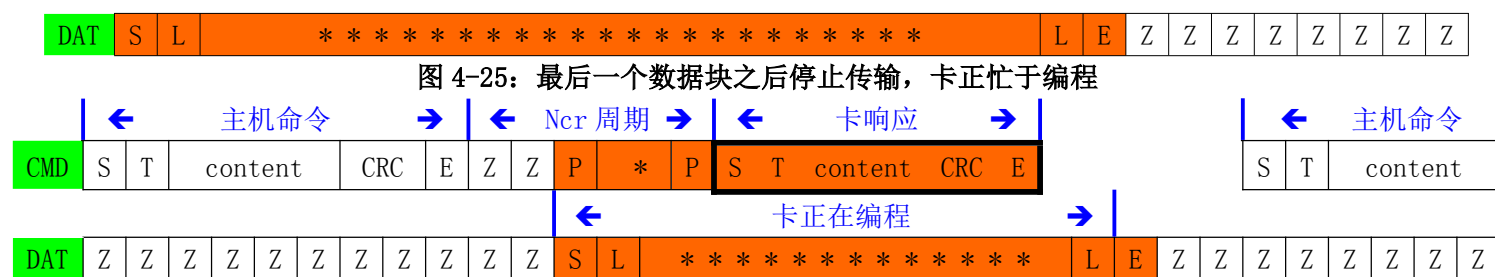 DAT S L * * * * * * * * * * * * * * * * * * * * * * L E Z Z Z Z Z Z Z Z
图 4-25：最后一个数据块之后停止传输，卡正忙于编程
🡸 主机命令 🡺 🡸 Ncr 周期 🡺 🡸 卡响应 🡺 🡸 主机命令
CMD S T content CRC E Z Z P * P S T content CRC E S T content
🡸 卡正在编程 🡺
DAT Z Z Z Z Z Z Z Z Z Z Z S L * * * * * * * * * * * * * L E Z Z Z Z Z Z Z Z